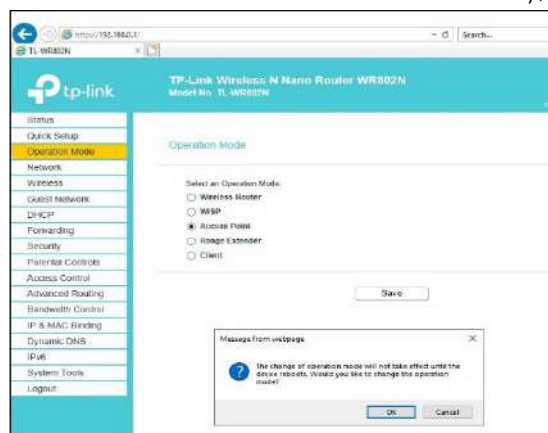 http://192.168.0.1/
Search...
TL-WR802N
tp-link
TP-Link Wireless N Nano Router WR802N
Model No. TL-WR802N
Status
Quick Setup
Operation Mode
Network
Wireless
Guest Network
DHCP
Forwarding
Security
Parental Controls
Access Control
Advanced Routing
Bandwidth Control
IP & MAC Binding
Dynamic DNS
IPv6
System Tools
Logout
Operation Mode
Select an Operation Mode:
Wireless Router
WISP
Access Point
Range Extender
Client
Save
Message from webpage
The change of operation mode will not take effect until the
device reboots. Would you like to change the operation
mode?
OK
Cancel